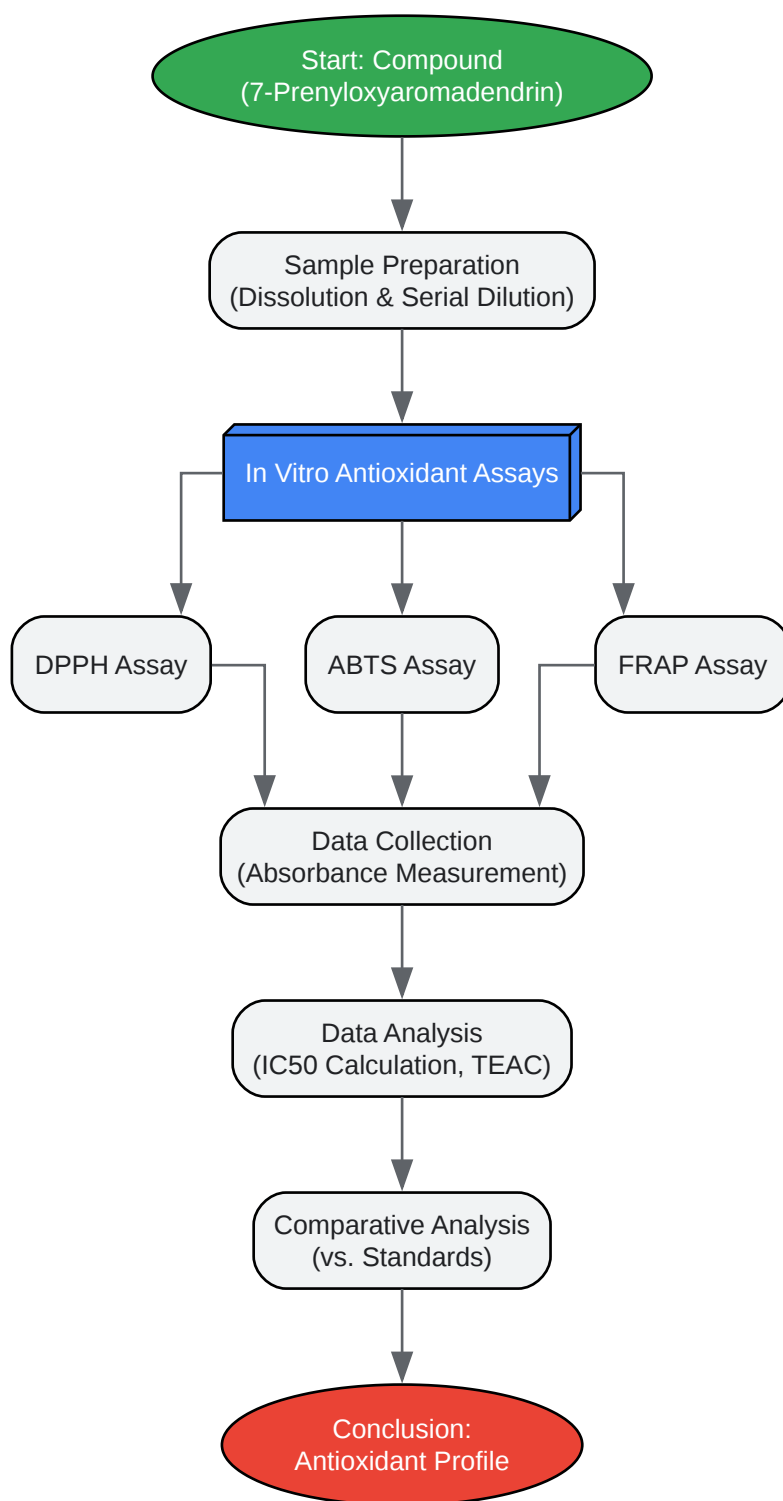 Start: Compound
(7-Prenyloxyaromadendrin)
Sample Preparation
(Dissolution & Serial Dilution)
In Vitro Antioxidant Assays
DPPH Assay
ABTS Assay
FRAP Assay
Data Collection
(Absorbance Measurement)
Data Analysis
(IC50 Calculation, TEAC)
Comparative Analysis
(vs. Standards)
Conclusion:
Antioxidant Profile